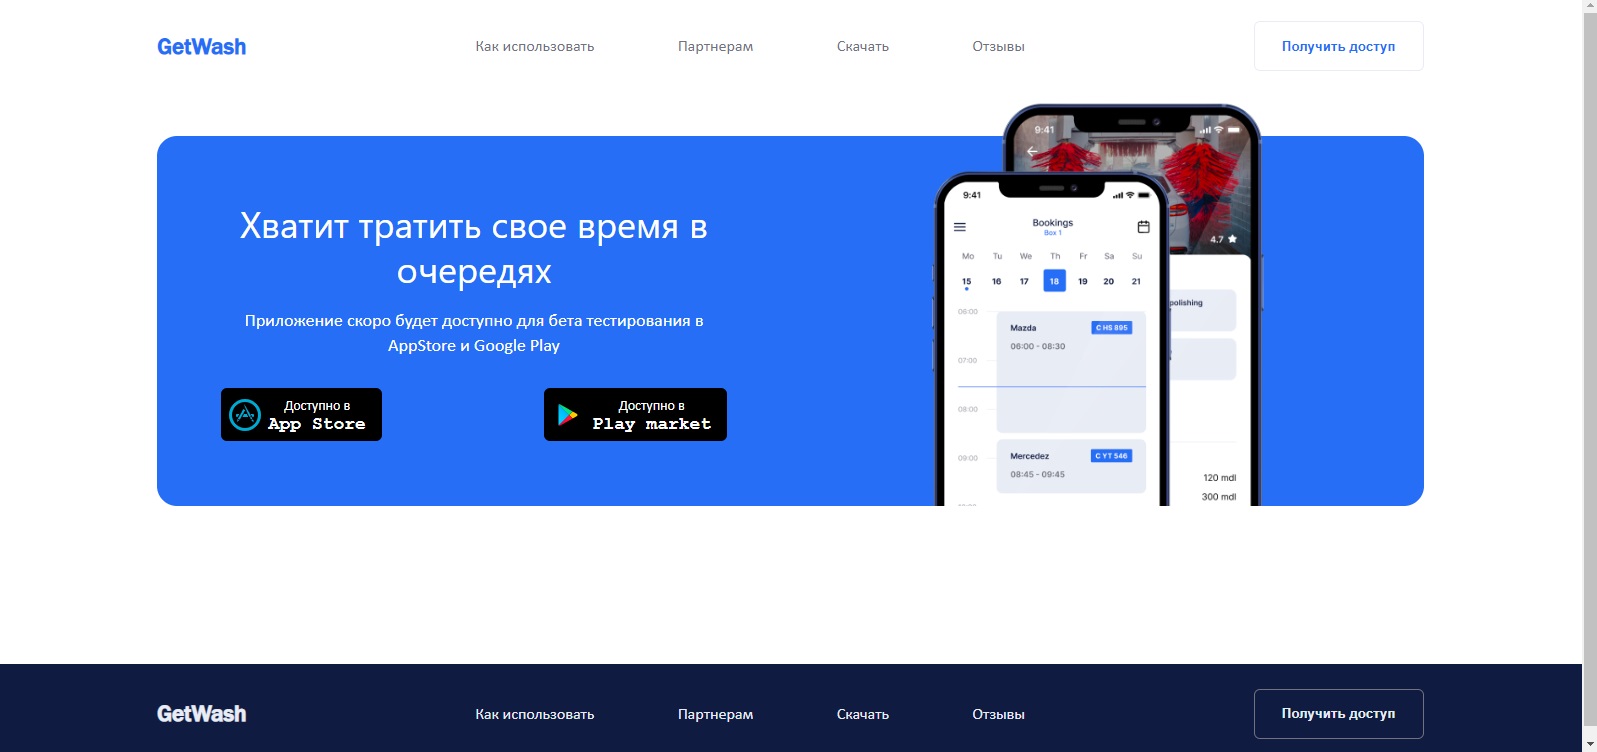 GetWash
Как использовать
Партнерам
Скачать
Отзывы
Получить доступ
Хватит тратить свое время в
очередях
Приложение скоро будет доступно для бета тестирования в
AppStore и Google Play
Доступно в
App Store
Доступно в
Play market
9:41
4.7
9:41
Bookings
Box 1
Mo Tu We Th Fr Sa Su
15 16 17 18 19 20 21
06:00
Mazda
C HS 895
06:00 - 08:30
07:00
08:00
09:00
Mercedez
C YT 546
08:45 - 09:45
polishing
120 mdl
300 mdl
GetWash
Как использовать
Партнерам
Скачать
Отзывы
Получить доступ